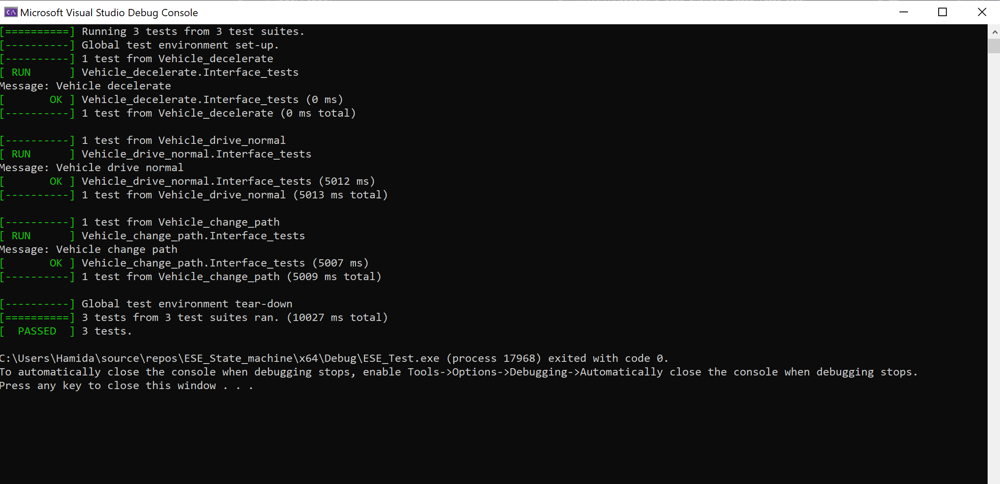 Microsoft Visual Studio Debug Console
[==========] Running 3 tests from 3 test suites.
[----------] Global test environment set-up.
[----------] 1 test from Vehicle_decelerate
[ RUN      ] Vehicle_decelerate.Interface_tests
Message: Vehicle decelerate
[       OK ] Vehicle_decelerate.Interface_tests (0 ms)
[----------] 1 test from Vehicle_decelerate (0 ms total)

[----------] 1 test from Vehicle_drive_normal
[ RUN      ] Vehicle_drive_normal.Interface_tests
Message: Vehicle drive normal
[       OK ] Vehicle_drive_normal.Interface_tests (5012 ms)
[----------] 1 test from Vehicle_drive_normal (5013 ms total)

[----------] 1 test from Vehicle_change_path
[ RUN      ] Vehicle_change_path.Interface_tests
Message: Vehicle change path
[       OK ] Vehicle_change_path.Interface_tests (5007 ms)
[----------] 1 test from Vehicle_change_path (5009 ms total)

[----------] Global test environment tear-down
[==========] 3 tests from 3 test suites ran. (10027 ms total)
[  PASSED  ] 3 tests.

C:\Users\Hamida\source\repos\ESE_State_machine\x64\Debug\ESE_Test.exe (process 17968) exited with code 0.
To automatically close the console when debugging stops, enable Tools->Options->Debugging->Automatically close the console when debugging stops.
Press any key to close this window . . .